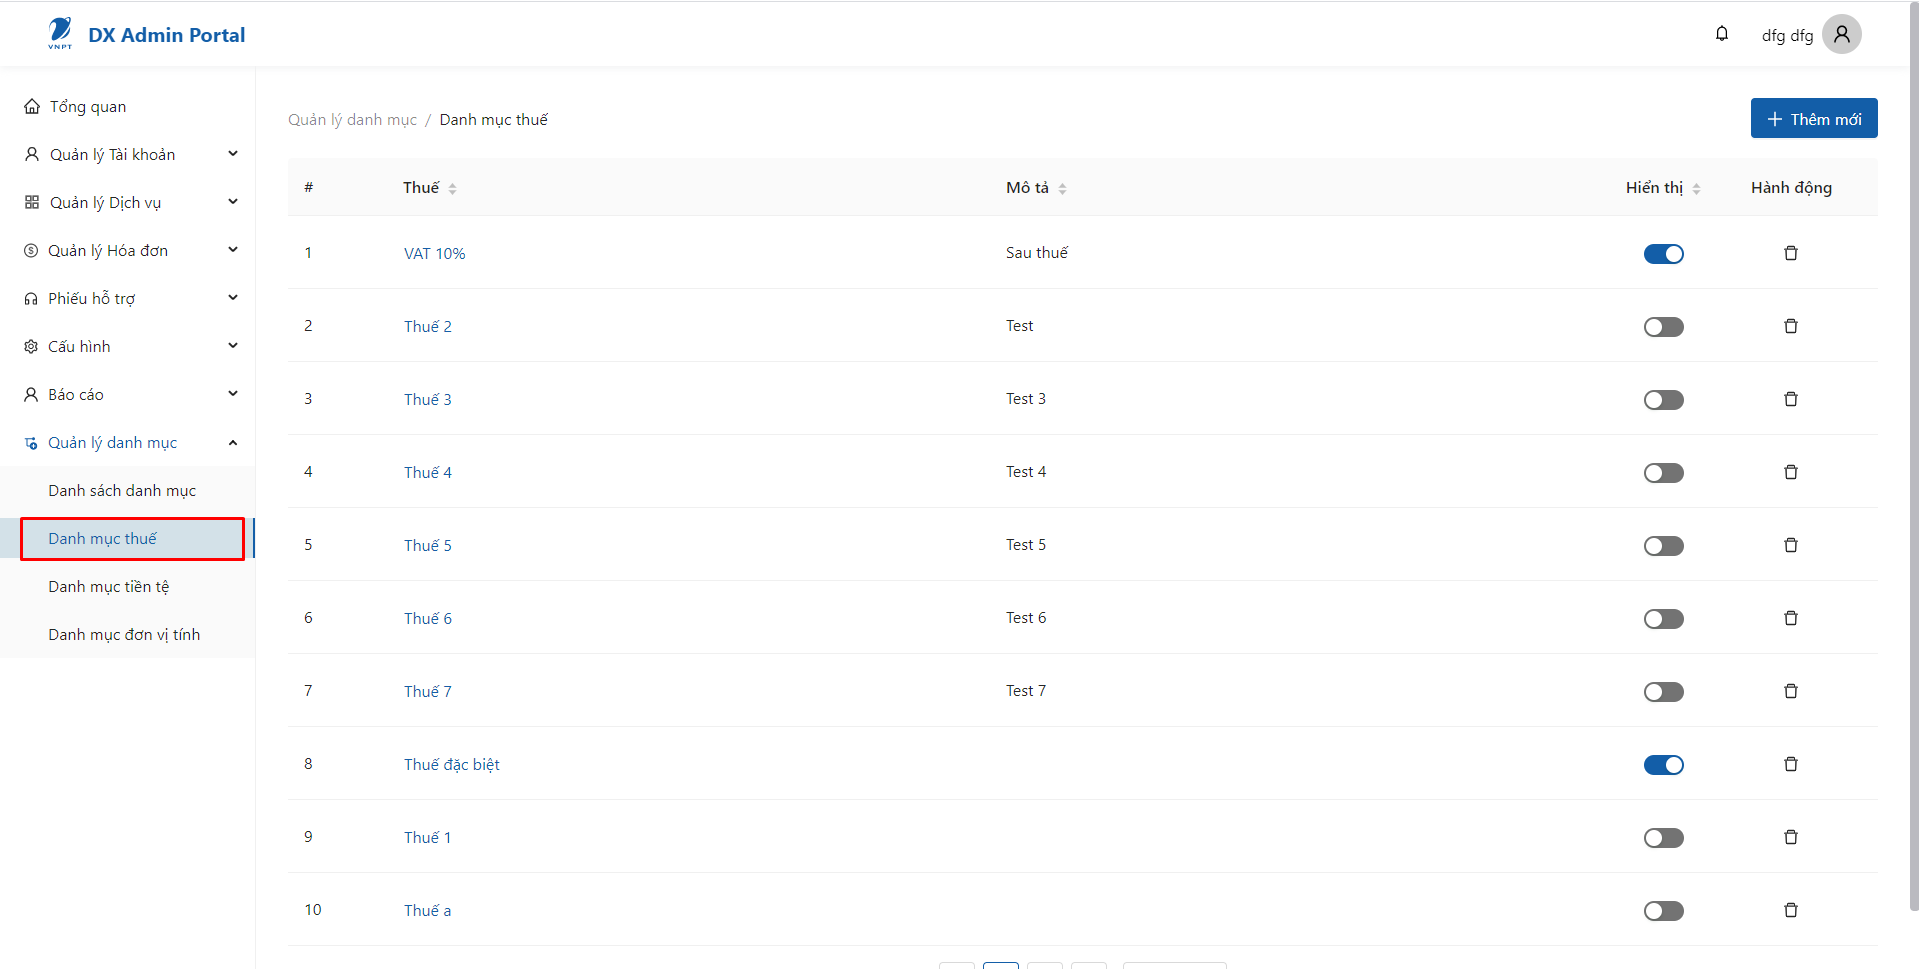 VNPT
DX Admin Portal
dfg dfg
Tổng quan
Quản lý Tài khoản
Quản lý Dịch vụ
Quản lý Hóa đơn
Phiếu hỗ trợ
Cấu hình
Báo cáo
Quản lý danh mục
Danh sách danh mục
Danh mục thuế
Danh mục tiền tệ
Danh mục đơn vị tính
Quản lý danh mục / Danh mục thuế
+ Thêm mới
# Thuế Mô tả Hiển thị Hành động
1 VAT 10% Sau thuế
2 Thuế 2 Test
3 Thuế 3 Test 3
4 Thuế 4 Test 4
5 Thuế 5 Test 5
6 Thuế 6 Test 6
7 Thuế 7 Test 7
8 Thuế đặc biệt
9 Thuế 1
10 Thuế a